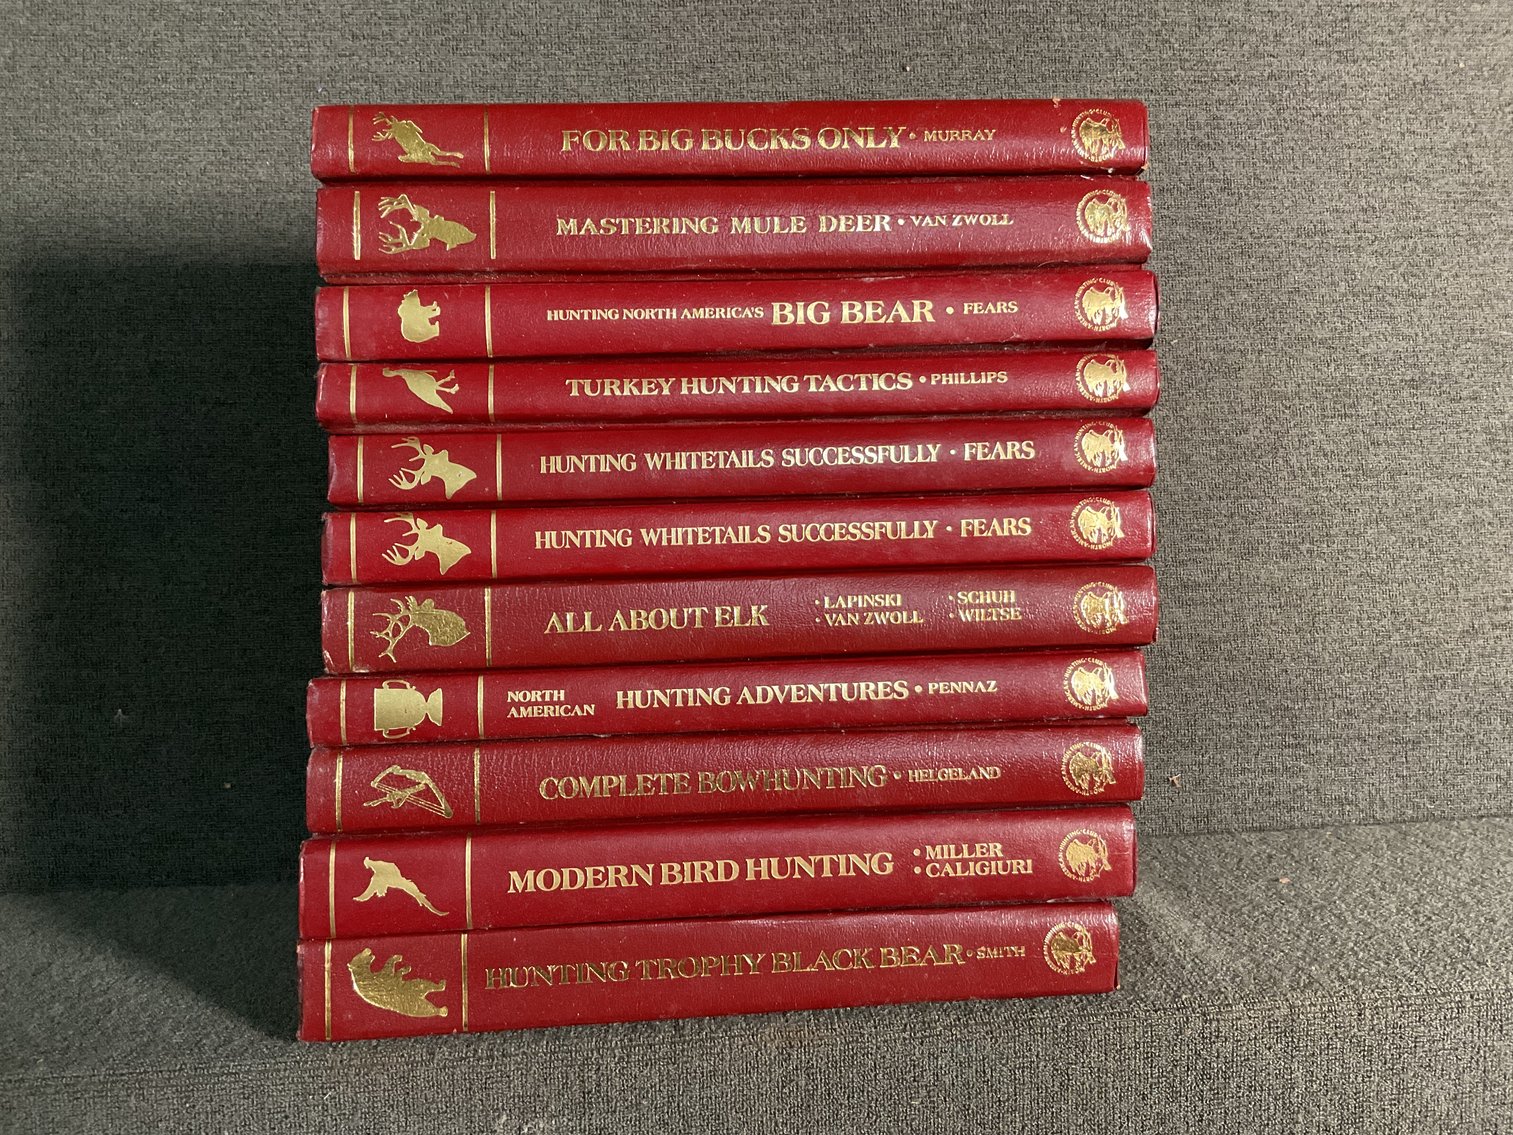 FOR BIG BUCKS ONLY • MURRAY
MASTERING MULE DEER • VAN ZWOLL
HUNTING NORTH AMERICA'S BIG BEAR • FEARS
TURKEY HUNTING TACTICS • PHILLIPS
HUNTING WHITETAILS SUCCESSFULLY • FEARS
HUNTING WHITETAILS SUCCESSFULLY • FEARS
ALL ABOUT ELK
• LAPINSKI • SCHUH
• VAN ZWOLL • WILTSE
NORTH
AMERICAN
HUNTING ADVENTURES • PENNAZ
COMPLETE BOWHUNTING • HELGELAND
MODERN BIRD HUNTING
• MILLER
• CALIGIURI
HUNTING TROPHY BLACK BEAR • SMITH